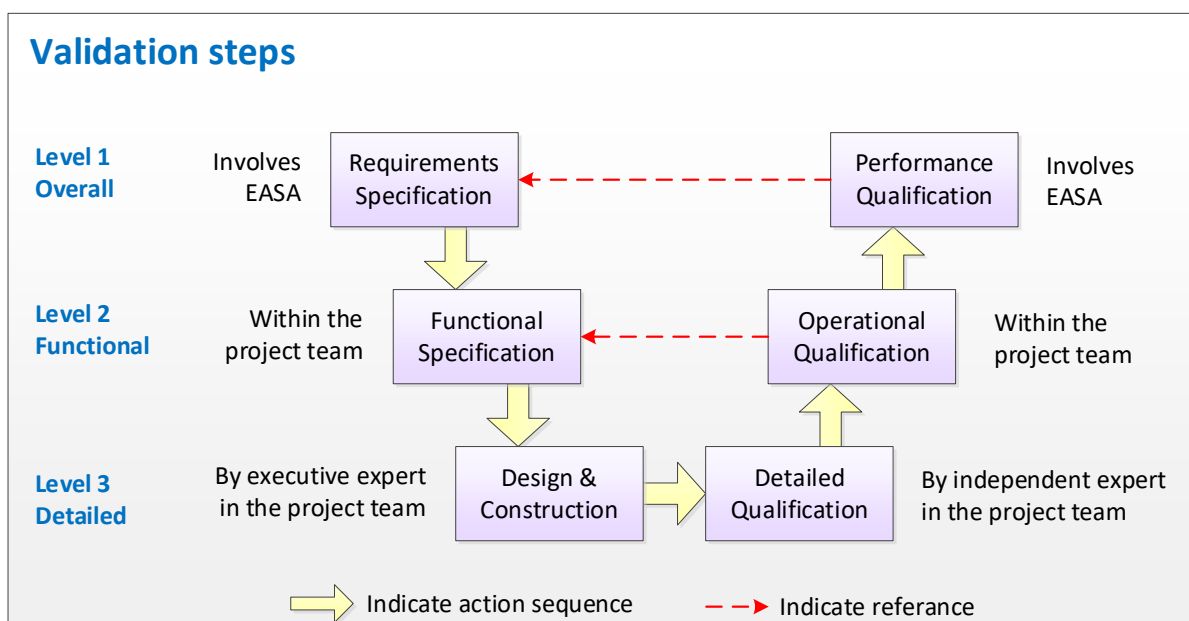 Validation steps
Level 1
Overall
Involves
EASA
Requirements
Specification
Performance
Qualification
Involves
EASA
Level 2
Functional
Within the
project team
Functional
Specification
Operational
Qualification
Within the
project team
Level 3
Detailed
By executive expert
in the project team
Design &
Construction
Detailed
Qualification
By independent expert
in the project team
Indicate action sequence
Indicate referance